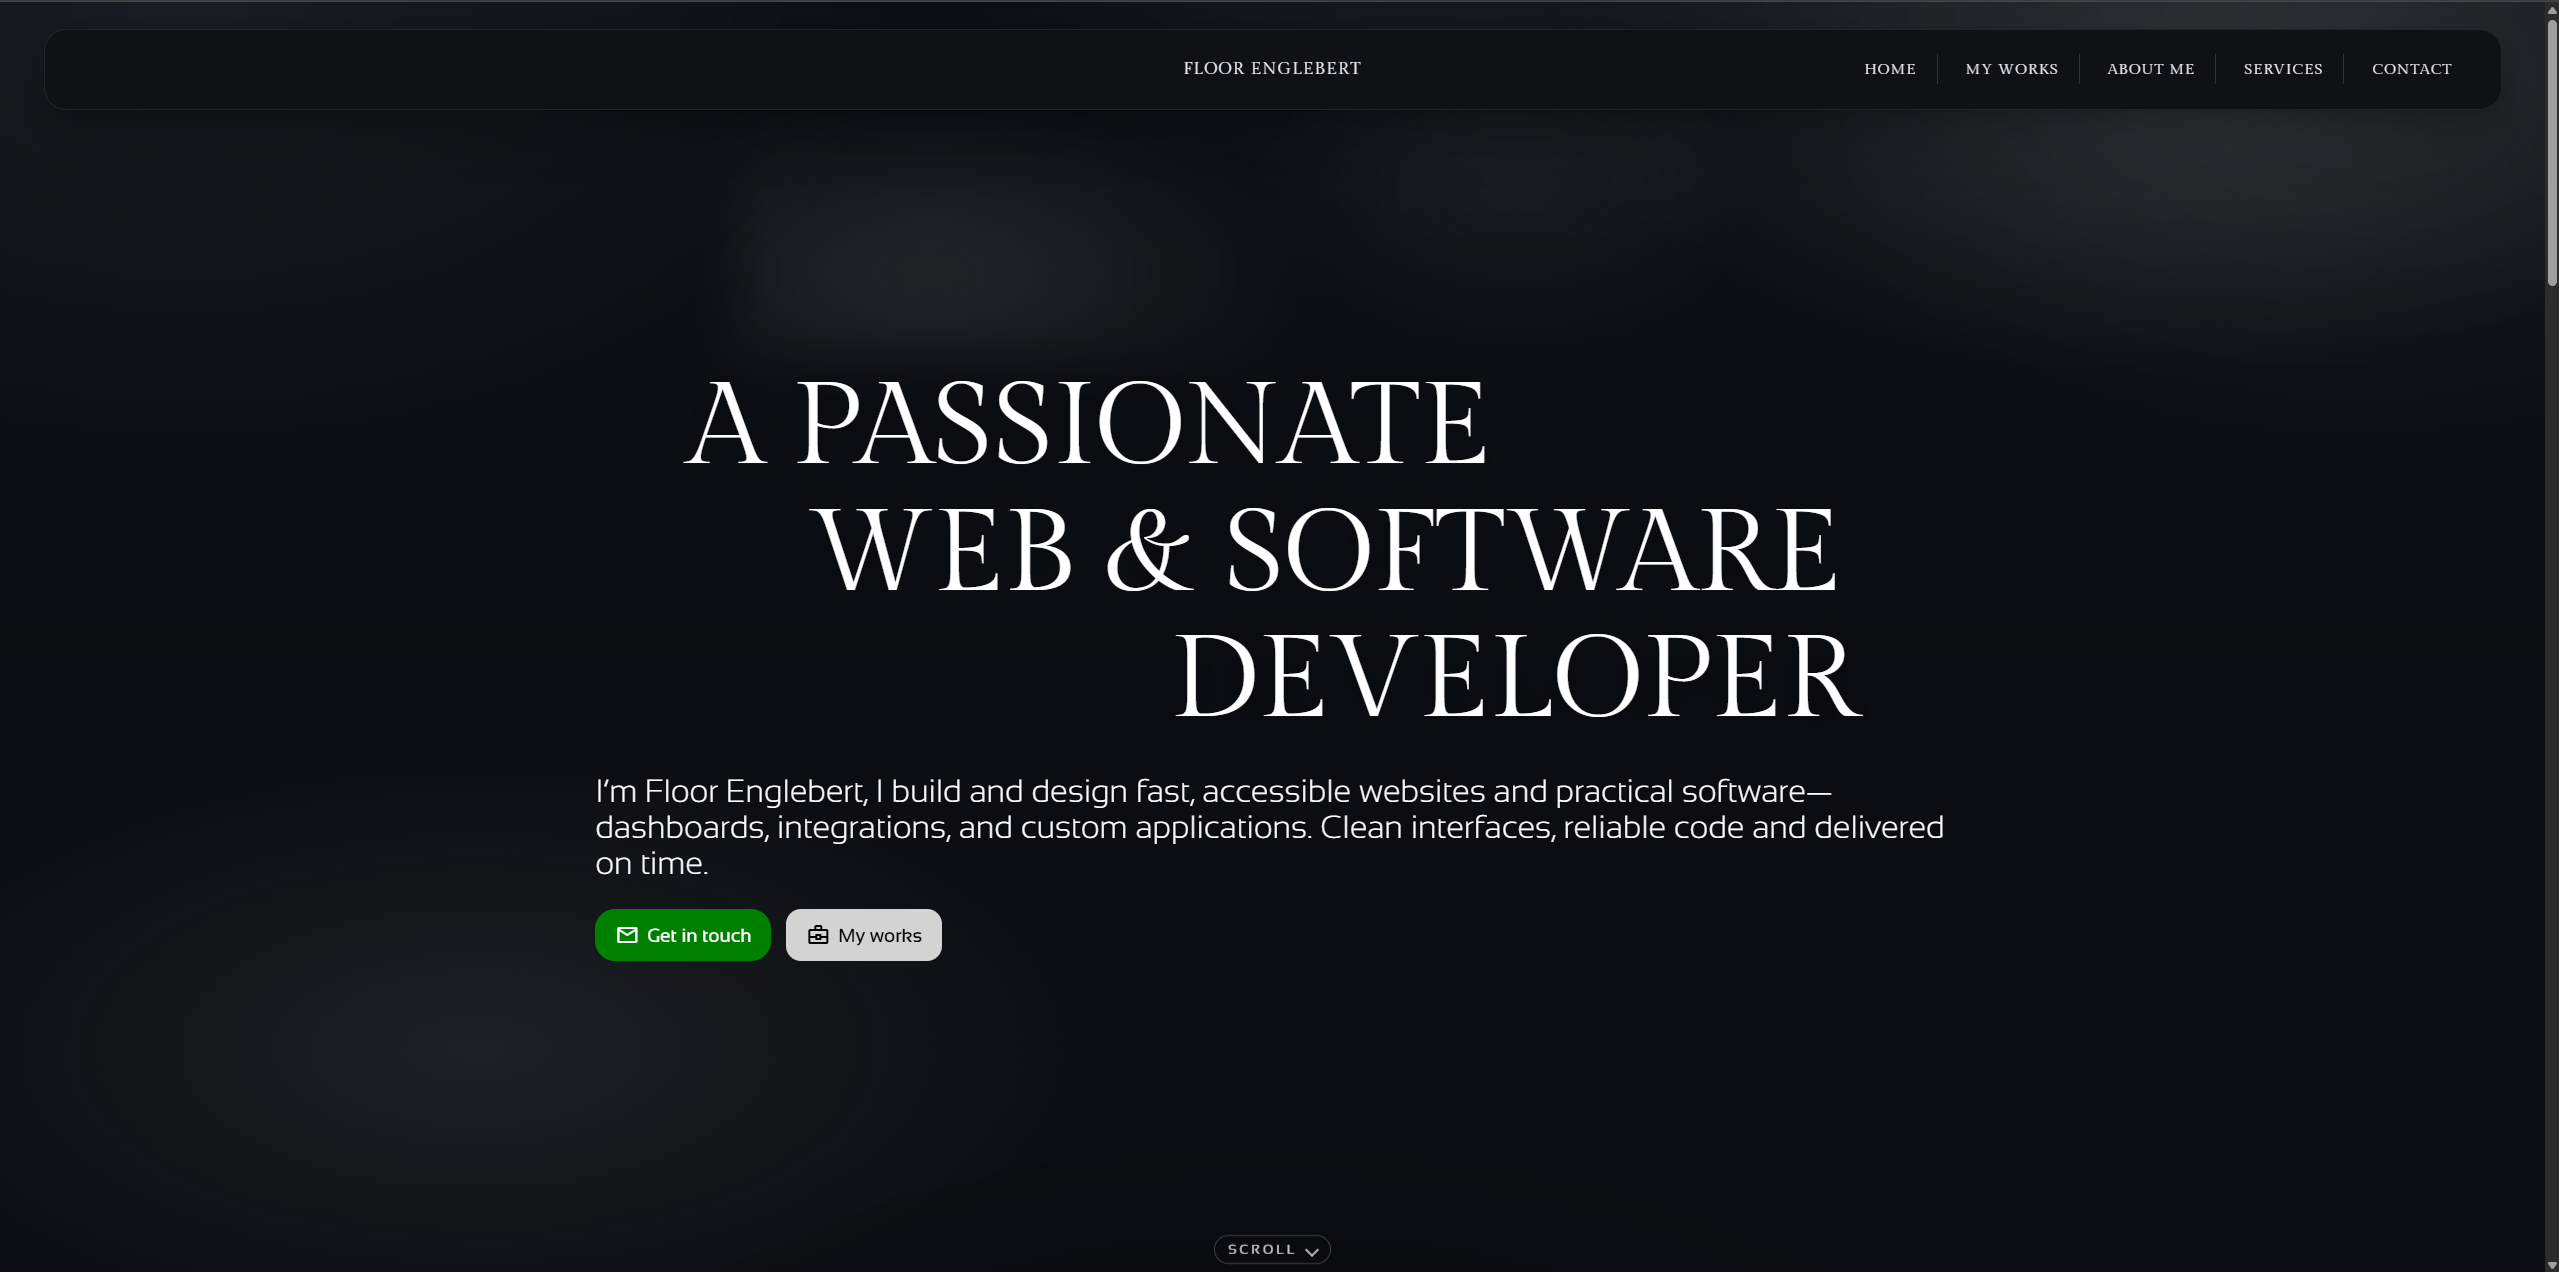 FLOOR ENGLEBERT
HOME
MY WORKS
ABOUT ME
SERVICES
CONTACT
A PASSIONATE
WEB & SOFTWARE
DEVELOPER
I’m Floor Englebert, I build and design fast, accessible websites and practical software—
dashboards, integrations, and custom applications. Clean interfaces, reliable code and delivered
on time.
Get in touch
My works
SCROLL